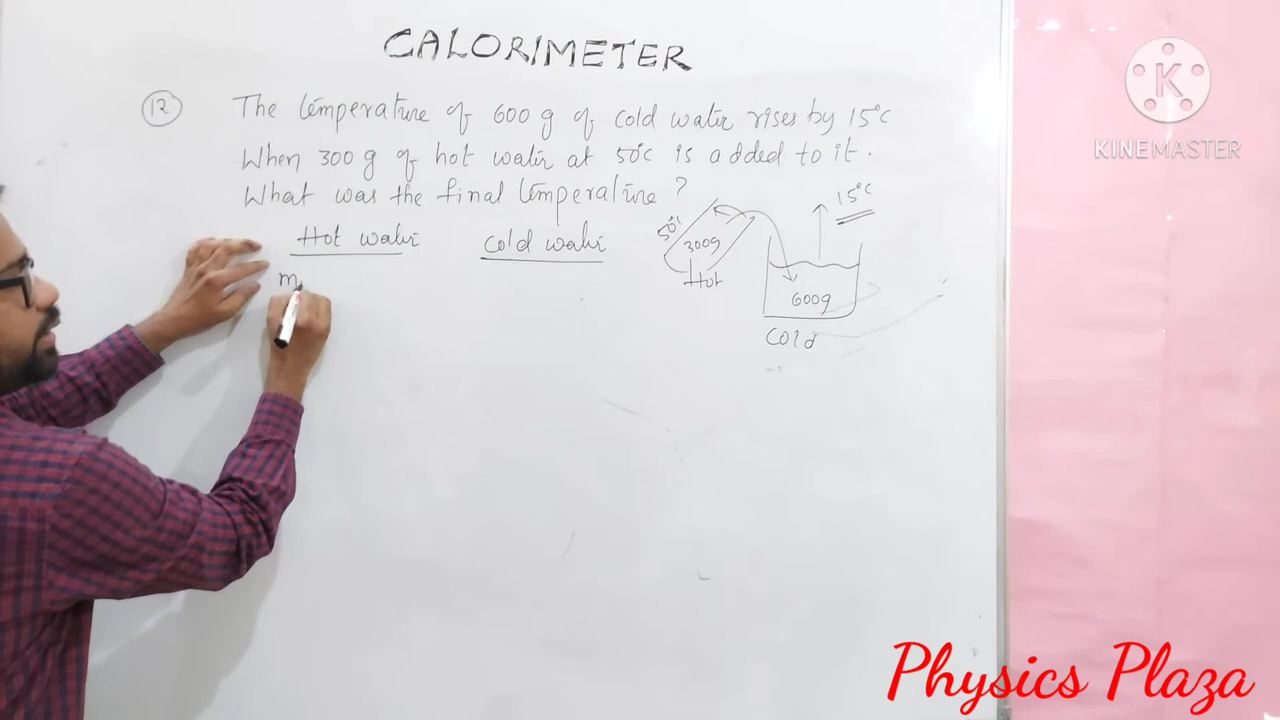 CALORIMETER
K
KINEMASTER
12 The temperature of 600 g of cold water rises by 15°C
When 300 g of hot water at 50°C is added to it.
What was the final temperature ?
Hot water Cold water
50°C
300g
Hot
15°C
600g
Cold
m
Physics Plaza